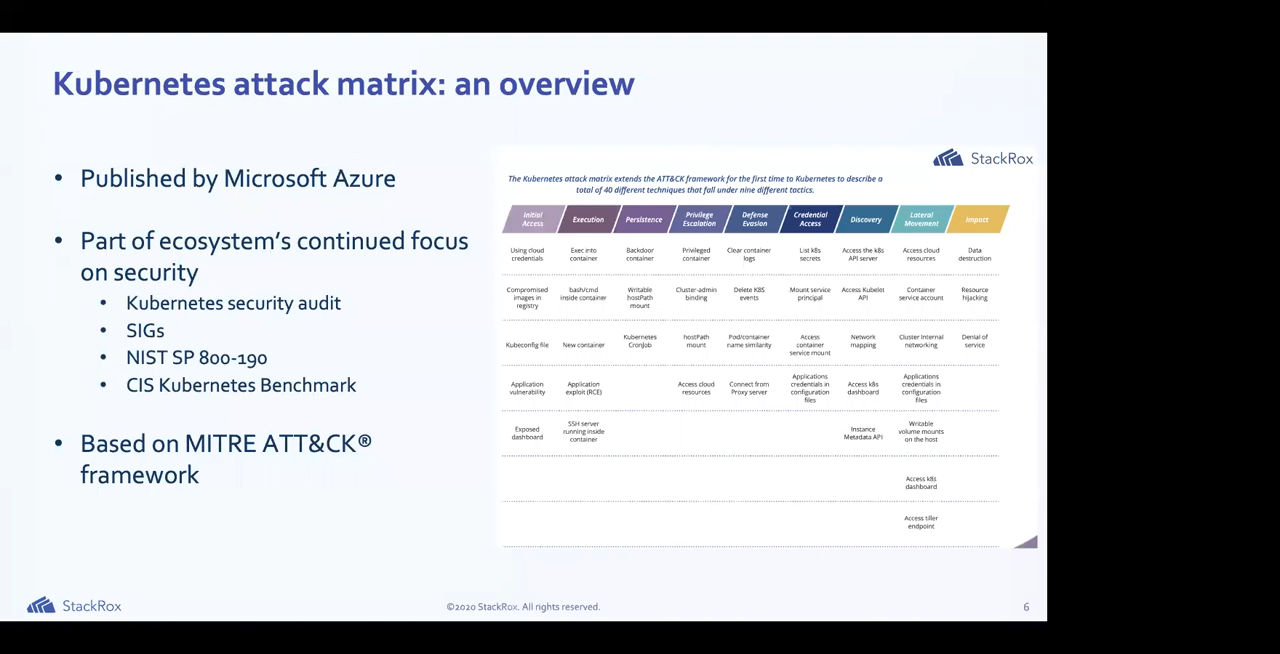 Kubernetes attack matrix: an overview
• Published by Microsoft Azure
• Part of ecosystem's continued focus
on security
• Kubernetes security audit
• SIGs
• NIST SP 800-190
• CIS Kubernetes Benchmark
• Based on MITRE ATT&CK®
framework
StackRox
The Kubernetes attack matrix extends the ATT&CK framework for the first time to Kubernetes to describe a
total of 40 different techniques that fall under nine different tactics.
Initial
Access
Execution
Persistence
Privilege
Escalation
Defense
Evasion
Credential
Access
Discovery
Lateral
Movement
Impact
Using cloud
credentials
Exec into
container
Backdoor
container
Privileged
container
Clear container
logs
List k8s
secrets
Access the k8s
API server
Access cloud
resources
Data
destruction
Compromised
images in
registry
bash/cmd
inside container
Writable
hostPath
mount
Cluster-admin
binding
Delete K8S
events
Mount service
principal
Access Kubelet
API
Container
service account
Resource
hijacking
Kubeconfig file
New container
Kubernetes
CronJob
hostPath
mount
Pod/container
name similarity
Access
container
service mount
Network
mapping
Cluster Internal
networking
Denial of
service
Application
vulnerability
Application
exploit (RCE)
Access cloud
resources
Connect from
Proxy server
Applications
credentials in
configuration
files
Access k8s
dashboard
Applications
credentials in
configuration
files
Exposed
dashboard
SSH server
running inside
container
Instance
Metadata API
Writable
volume mounts
on the host
Access k8s
dashboard
Access tiller
endpoint
StackRox
©2020 StackRox. All rights reserved.
6